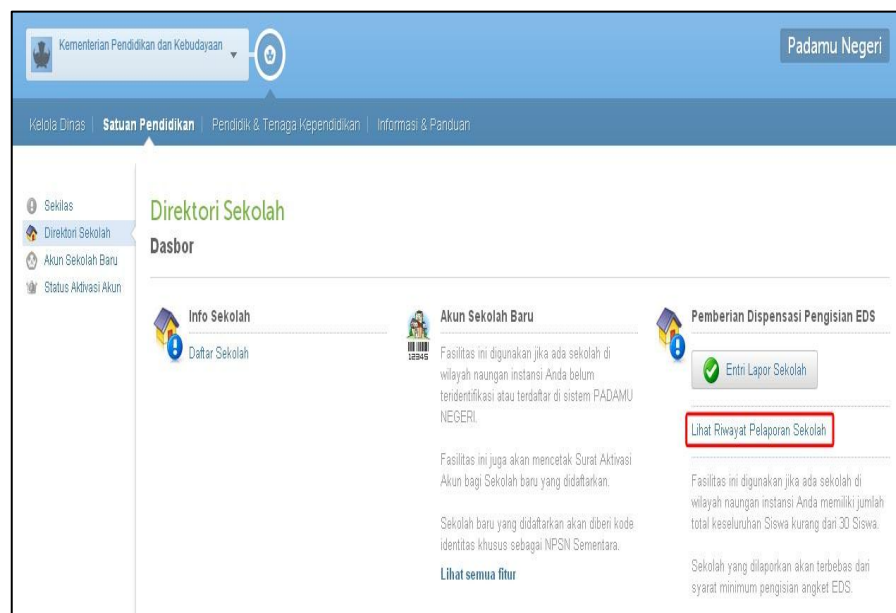 Kementerian Pendidikan dan Kebudayaan
Padamu Negeri
Kelola Dinas | Satuan Pendidikan | Pendidik & Tenaga Kependidikan | Informasi & Panduan
Sekilas
Direktori Sekolah
Akun Sekolah Baru
Status Aktivasi Akun
Direktori Sekolah
Dasbor
Info Sekolah
Daftar Sekolah
12345
Akun Sekolah Baru
Fasilitas ini digunakan jika ada sekolah di
wilayah naungan instansi Anda belum
teridentifikasi atau terdaftar di sistem PADAMU
NEGERI.
Fasilitas ini juga akan mencetak Surat Aktivasi
Akun bagi Sekolah baru yang didaftarkan.
Sekolah baru yang didaftarkan akan diberi kode
identitas khusus sebagai NPSN Sementara.
Lihat semua fitur
Pemberian Dispensasi Pengisian EDS
Entri Lapor Sekolah
Lihat Riwayat Pelaporan Sekolah
Fasilitas ini digunakan jika ada sekolah di
wilayah naungan instansi Anda memiliki jumlah
total keseluruhan Siswa kurang dari 30 Siswa.
Sekolah yang dilaporkan akan terbebas dari
syarat minimum pengisian angket EDS.